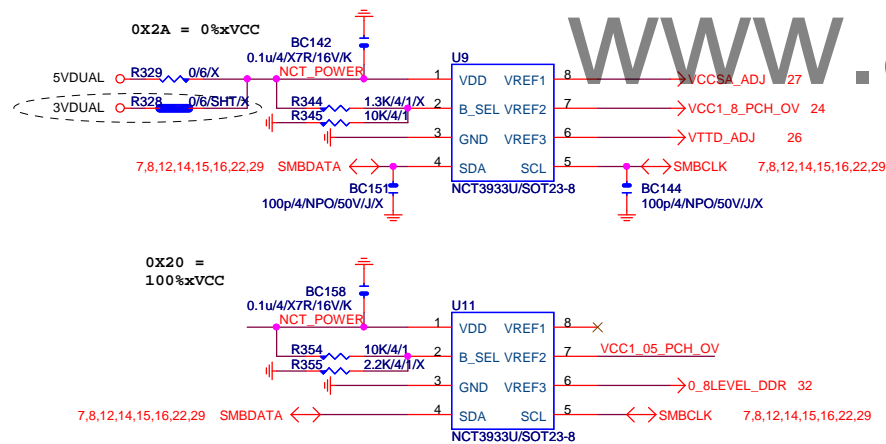 0X2A = 0%xVCC
WWW.
BC142
0.1u/4/X7R/16V/K
NCT_POWER
U9
5VDUAL
R329
0/6/X
3VDUAL
R328
0/6/SHT/X
R344
1.3K/4/1/X
R345
10K/4/1
1
VDD
VREF1
8
VCCSA_ADJ 27
2
B_SEL
VREF2
7
VCC1_8_PCH_OV 24
3
GND
VREF3
6
VTTD_ADJ 26
7,8,12,14,15,16,22,29
SMBDATA
4
SDA
SCL
5
SMBCLK
7,8,12,14,15,16,22,29
BC151
100p/4/NPO/50V/J/X
NCT3933U/SOT23-8
BC144
100p/4/NPO/50V/J/X
0X20 =
100%xVCC
BC158
0.1u/4/X7R/16V/K
NCT_POWER
U11
R354
10K/4/1
R355
2.2K/4/1/X
1
VDD
VREF1
8
2
B_SEL
VREF2
7
VCC1_05_PCH_OV
3
GND
VREF3
6
0_8LEVEL_DDR 32
7,8,12,14,15,16,22,29
SMBDATA
4
SDA
SCL
5
SMBCLK
7,8,12,14,15,16,22,29
NCT3933U/SOT23-8